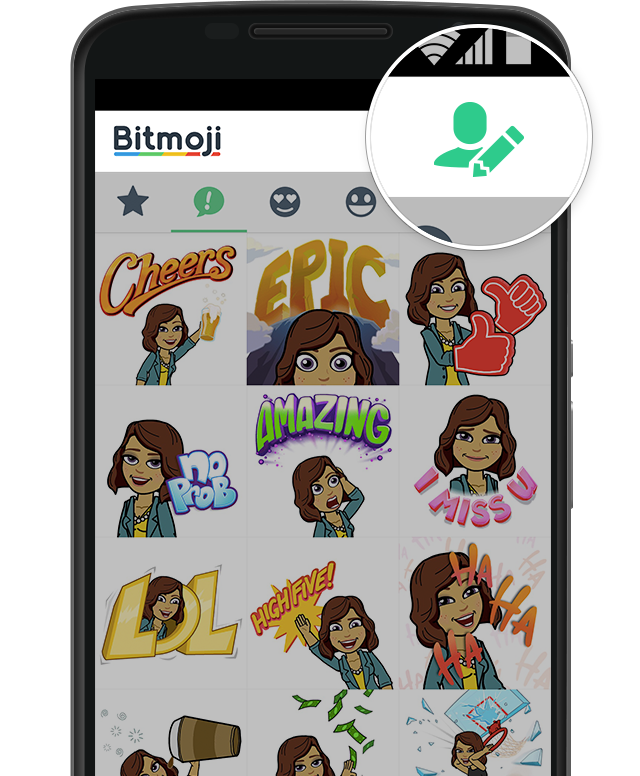 Bitmoji
Cheers
EPIC
no
PROB
AMAZING
I MISS U
LOL
HIGH FIVE!
HA
HA
HA
HA